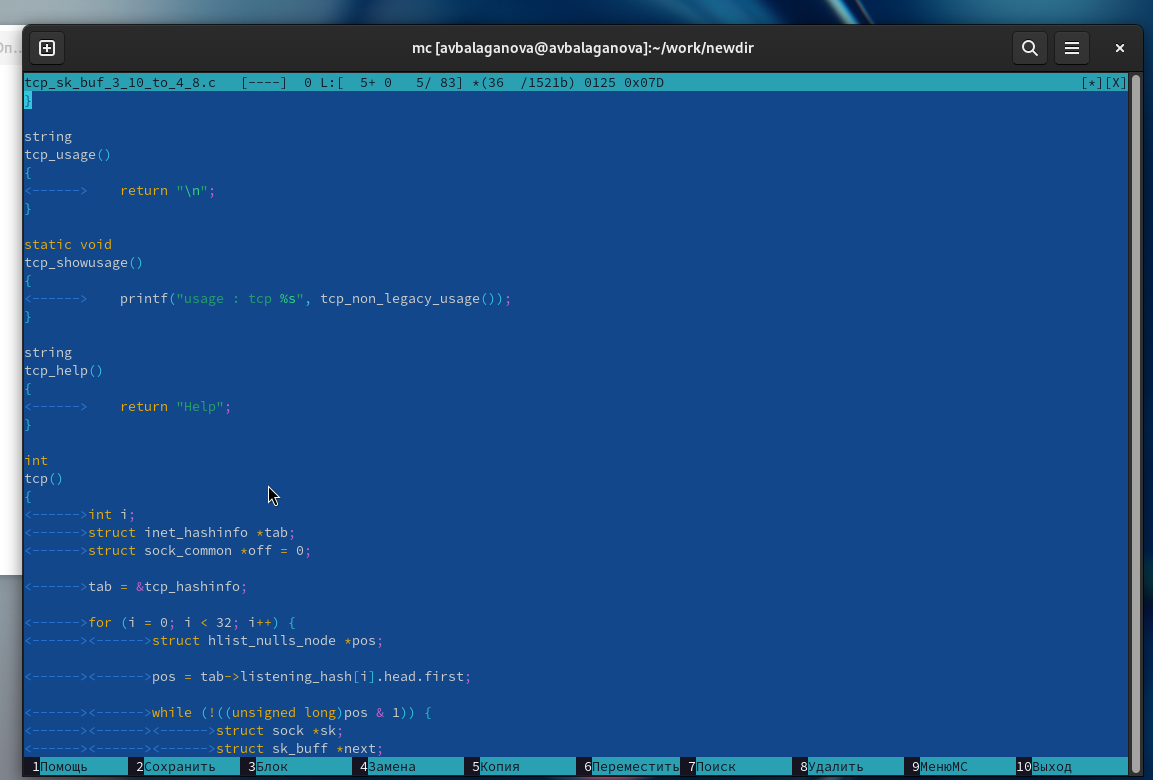 Оп...
mc [avbalaganova@avbalaganova]:~/work/newdir
tcp_sk_buf_3_10_to_4_8.c   [----]  0 L:[  5+ 0   5/ 83] *(36  /1521b) 0125 0x07D    [*][X]
}

string
tcp_usage()
{
<------>    return "\n";
}

static void
tcp_showusage()
{
<------>    printf("usage : tcp %s", tcp_non_legacy_usage());
}

string
tcp_help()
{
<------>    return "Help";
}

int
tcp()
{
<------>int i;
<------>struct inet_hashinfo *tab;
<------>struct sock_common *off = 0;

<------>tab = &tcp_hashinfo;

<------>for (i = 0; i < 32; i++) {
<------><------>struct hlist_nulls_node *pos;

<------><------>pos = tab->listening_hash[i].head.first;

<------><------>while (!((unsigned long)pos & 1)) {
<------><------><------>struct sock *sk;
<------><------><------>struct sk_buff *next;
1Помощь 2Сохранить 3Блок 4Замена 5Копия 6Переместить 7Поиск 8Удалить 9МенюMC 10Выход